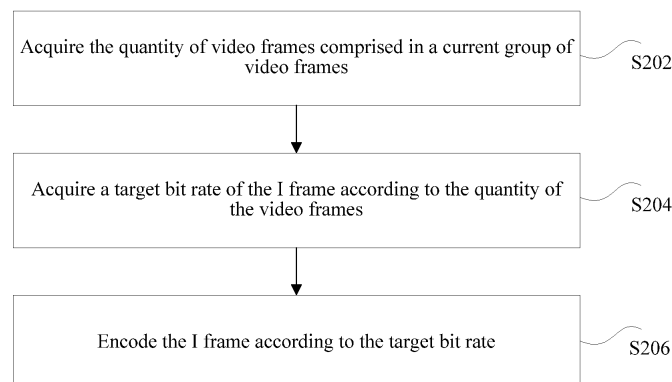 Acquire the quantity of video frames comprised in a current group of
video frames
S202
Acquire a target bit rate of the I frame according to the quantity of
the video frames
S204
Encode the I frame according to the target bit rate
S206